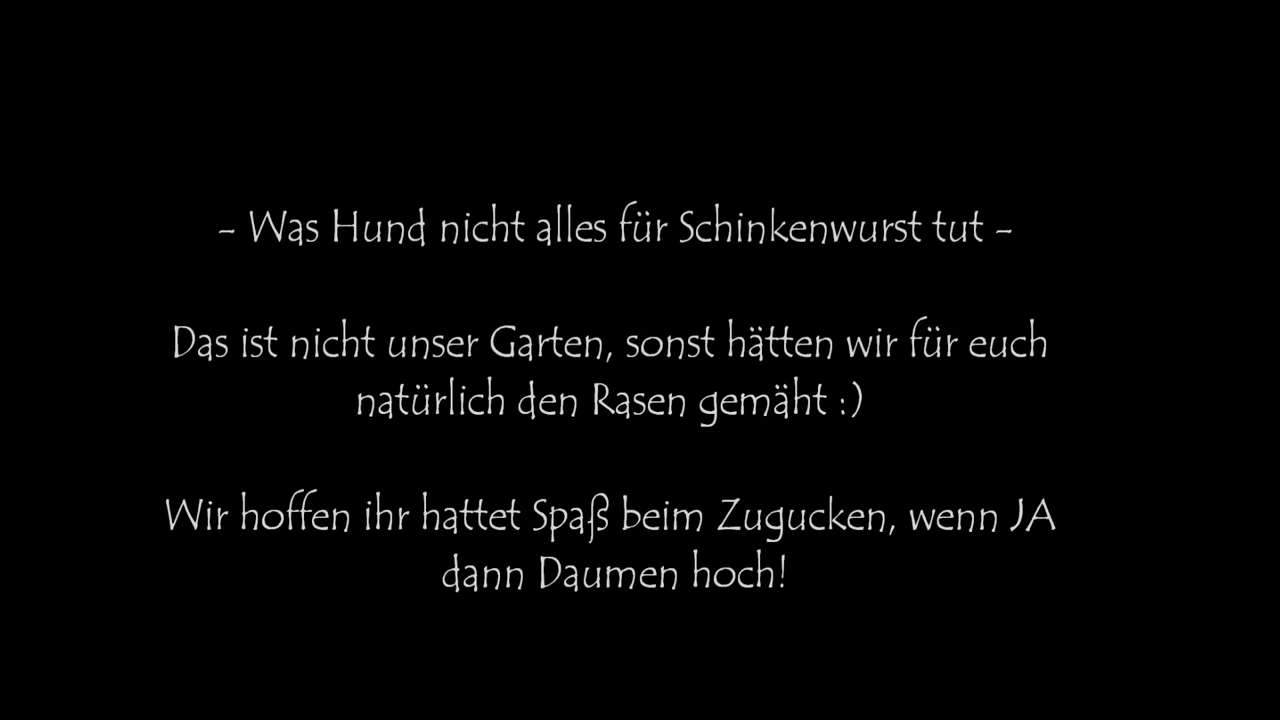 - Was Hund nicht alles für Schinkenwurst tut -
Das ist nicht unser Garten, sonst hätten wir für euch
natürlich den Rasen gemäht :)
Wir hoffen ihr hattet Spaß beim Zugucken, wenn JA
dann Daumen hoch!